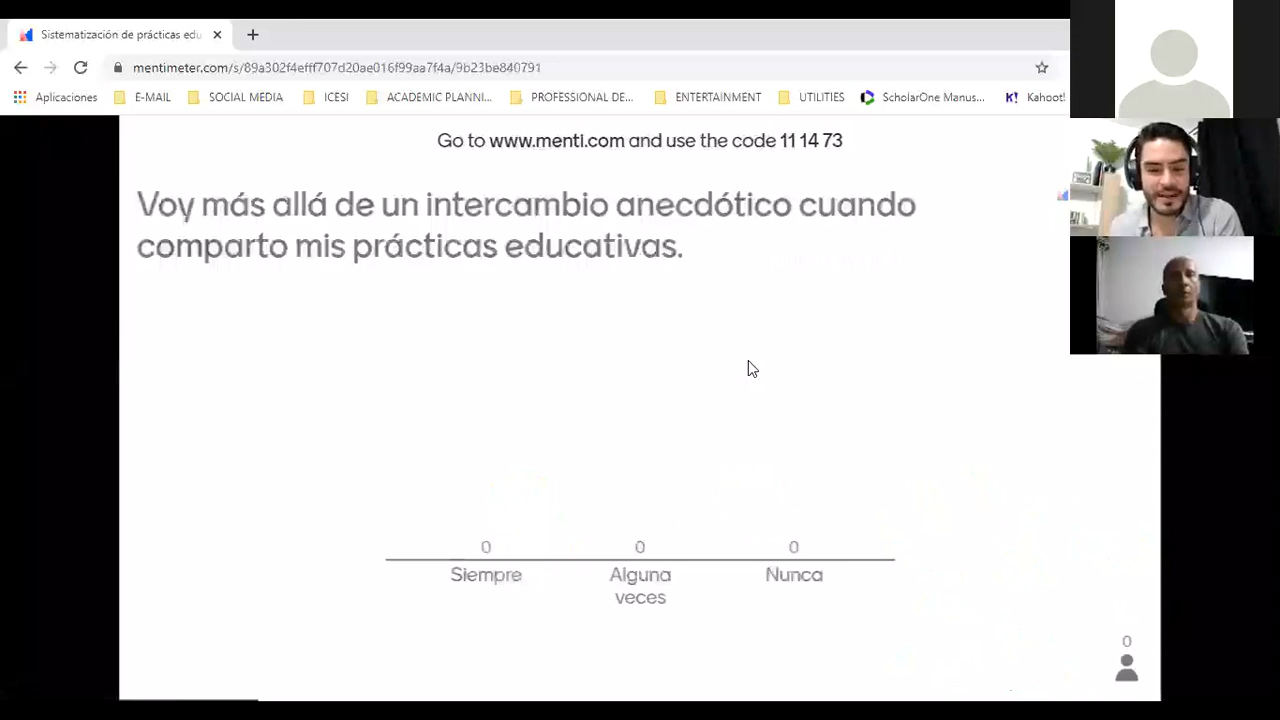 Sistematización de prácticas edu
mentimeter.com/s/89a302f4efff707d20ae016f99aa7f4a/9b23be840791
Aplicaciones E-MAIL SOCIAL MEDIA ICESI ACADEMIC PLANNI... PROFESSIONAL DE... ENTERTAINMENT UTILITIES ScholarOne Manus... K! Kahoot!
Go to www.menti.com and use the code 11 14 73
Voy más allá de un intercambio anecdótico cuando
comparto mis prácticas educativas.
0 0 0
Siempre Alguna Nunca
veces
0